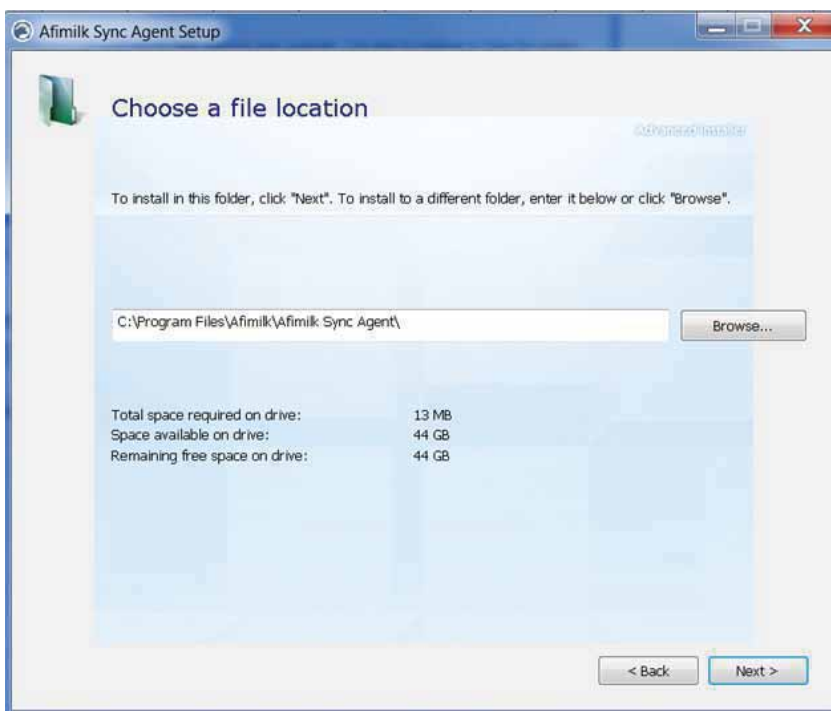 Afimilk Sync Agent Setup
Choose a file location
Advanced Installer
To install in this folder, click "Next". To install to a different folder, enter it below or click "Browse".
C:\Program Files\Afimilk\Afimilk Sync Agent\
Browse...
Total space required on drive: 13 MB
Space available on drive: 44 GB
Remaining free space on drive: 44 GB
< Back
Next >